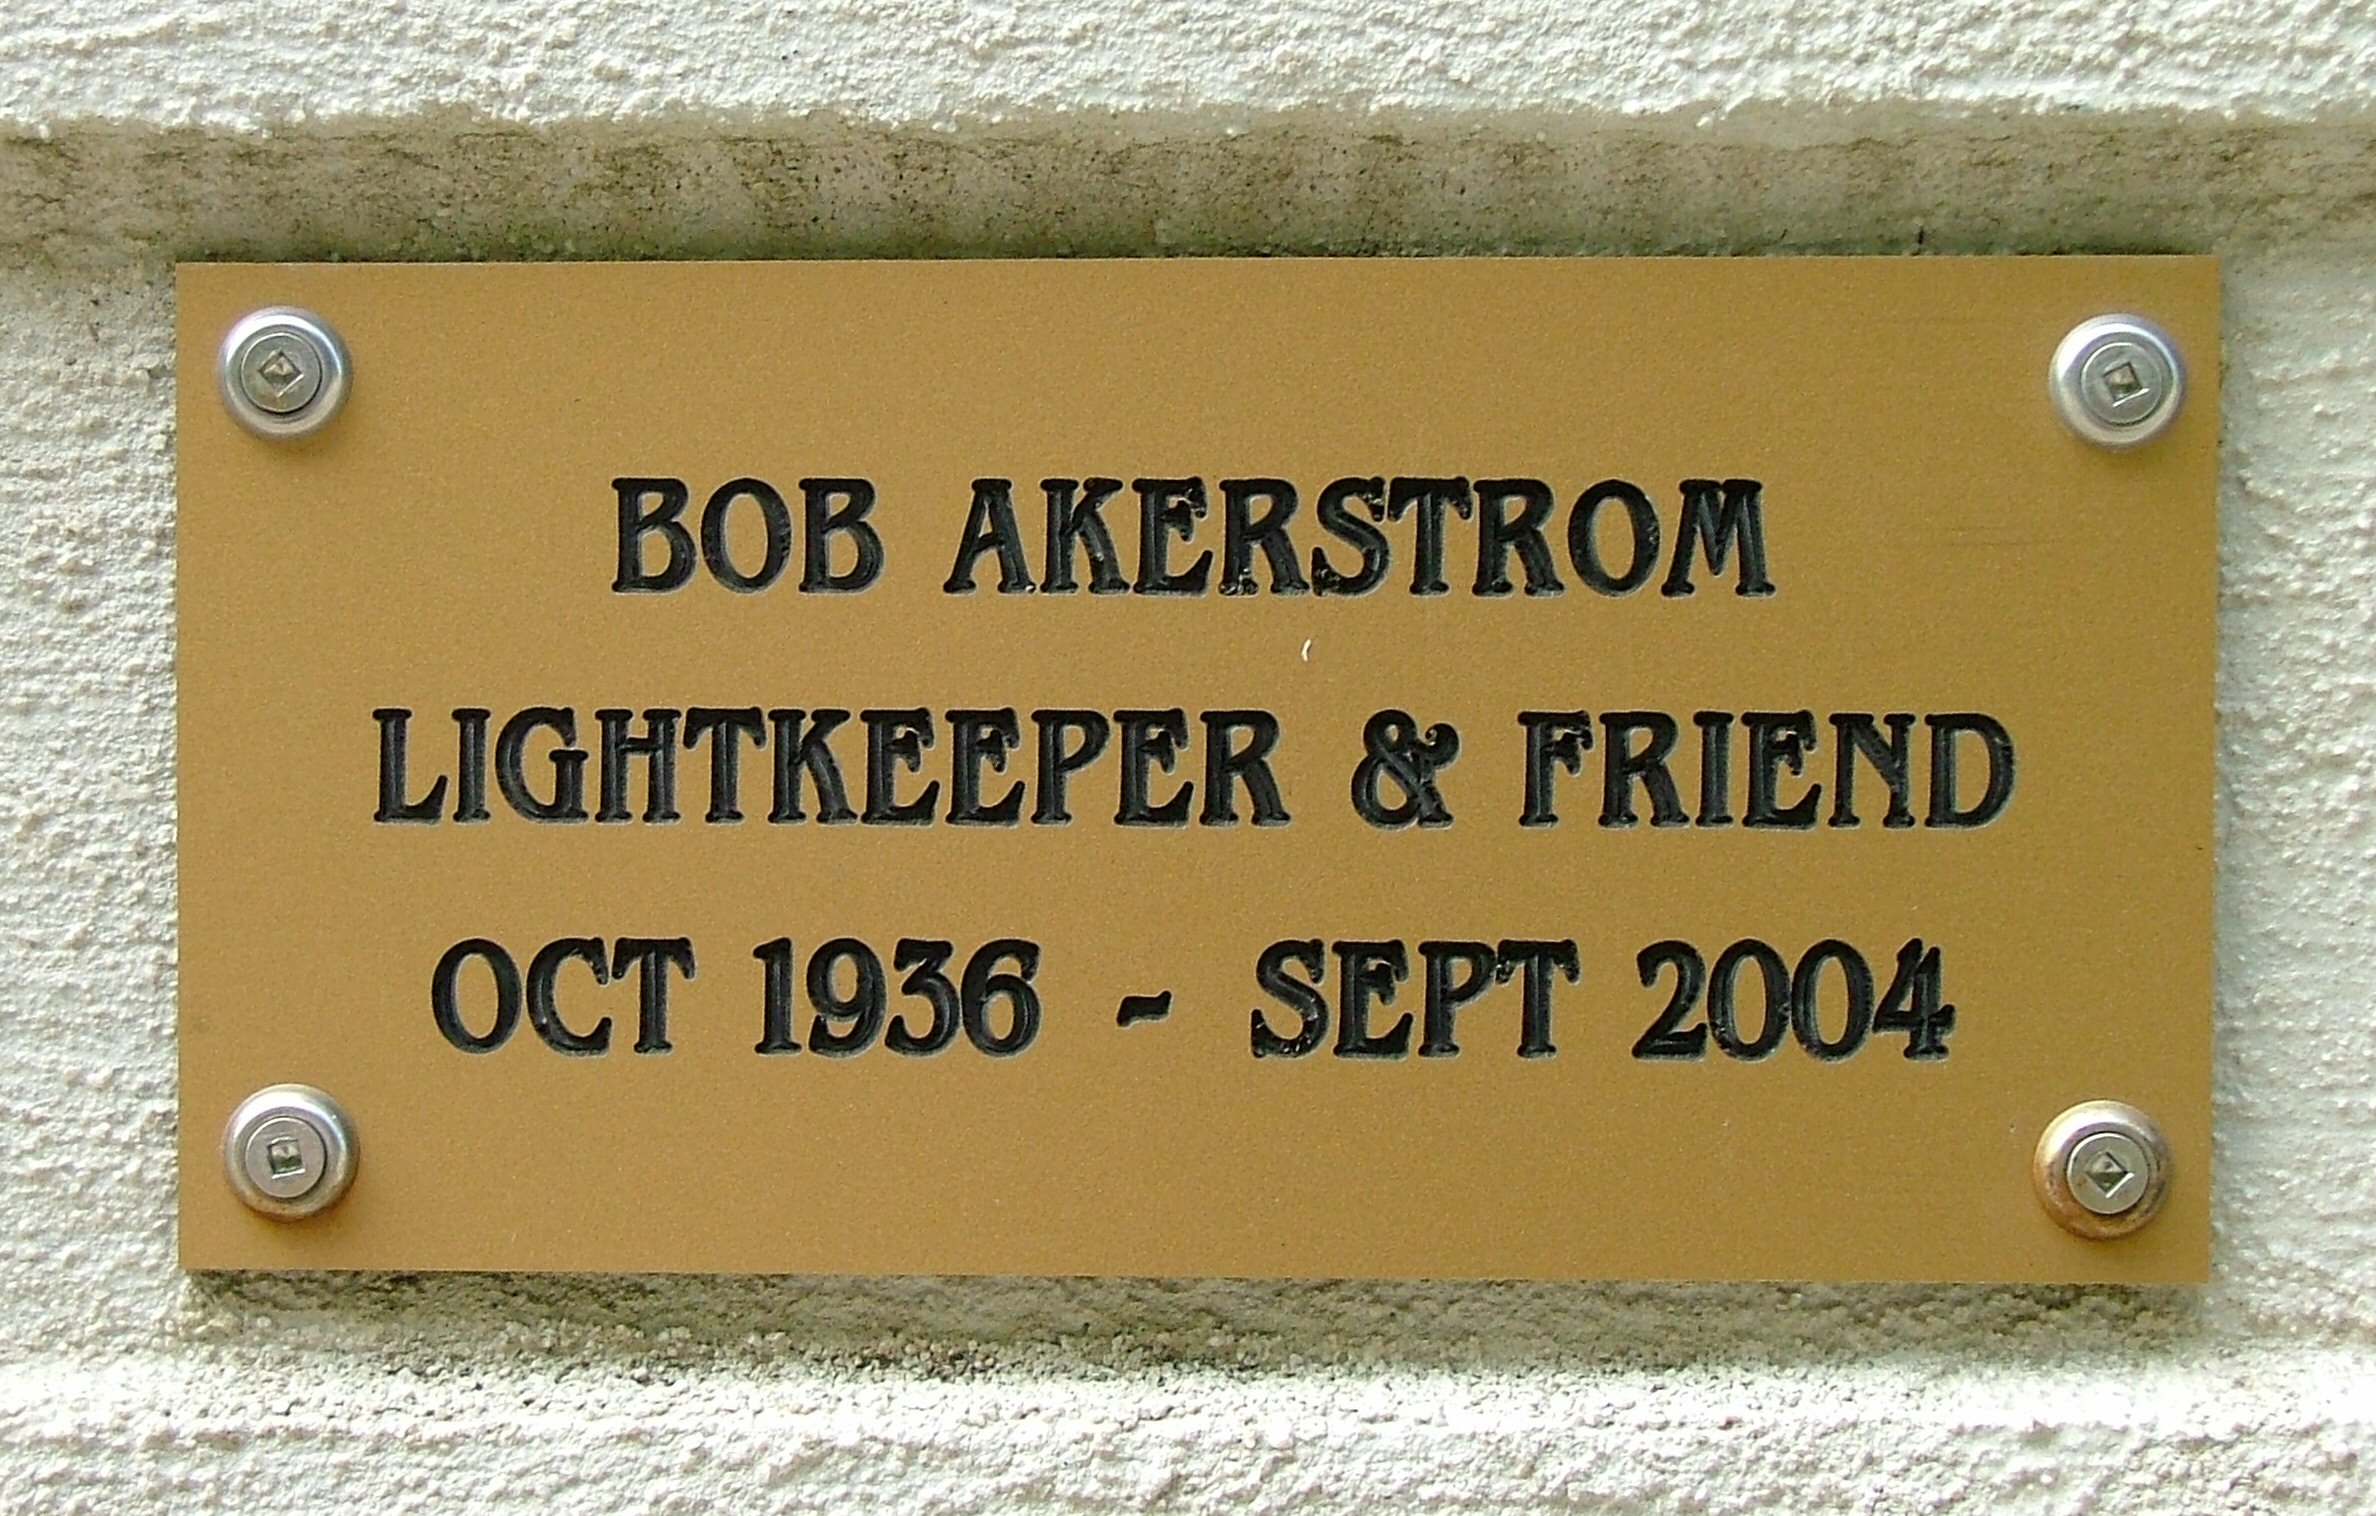 BOB AKERSTROM
LIGHTKEEPER & FRIEND
OCT 1936 - SEPT 2004